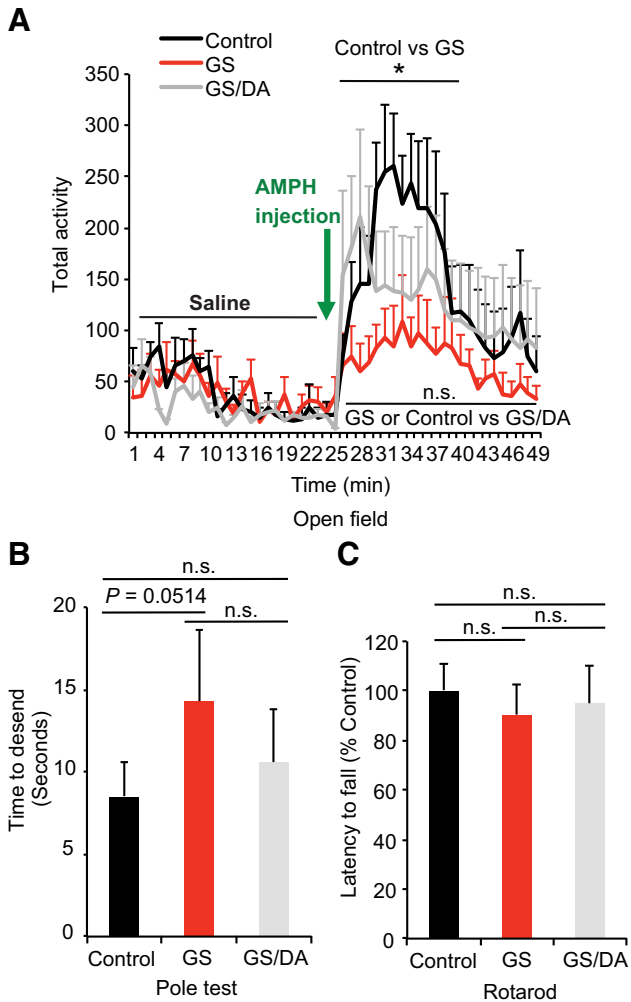 A
Control
GS
GS/DA
Control vs GS
*
350
300
250
200
150
100
50
0
Total activity
AMPH
injection
Saline
n.s.
GS or Control vs GS/DA
1 4 7 10 13 16 19 22 25 28 31 34 37 40 43 46 49
Time (min)
Open field
B
n.s.
P = 0.0514
n.s.
20
15
10
5
0
Time to desend
(Seconds)
Control GS GS/DA
Pole test
C
n.s.
n.s.
n.s.
120
100
80
60
40
20
0
Latency to fall (% Control)
Control GS GS/DA
Rotarod